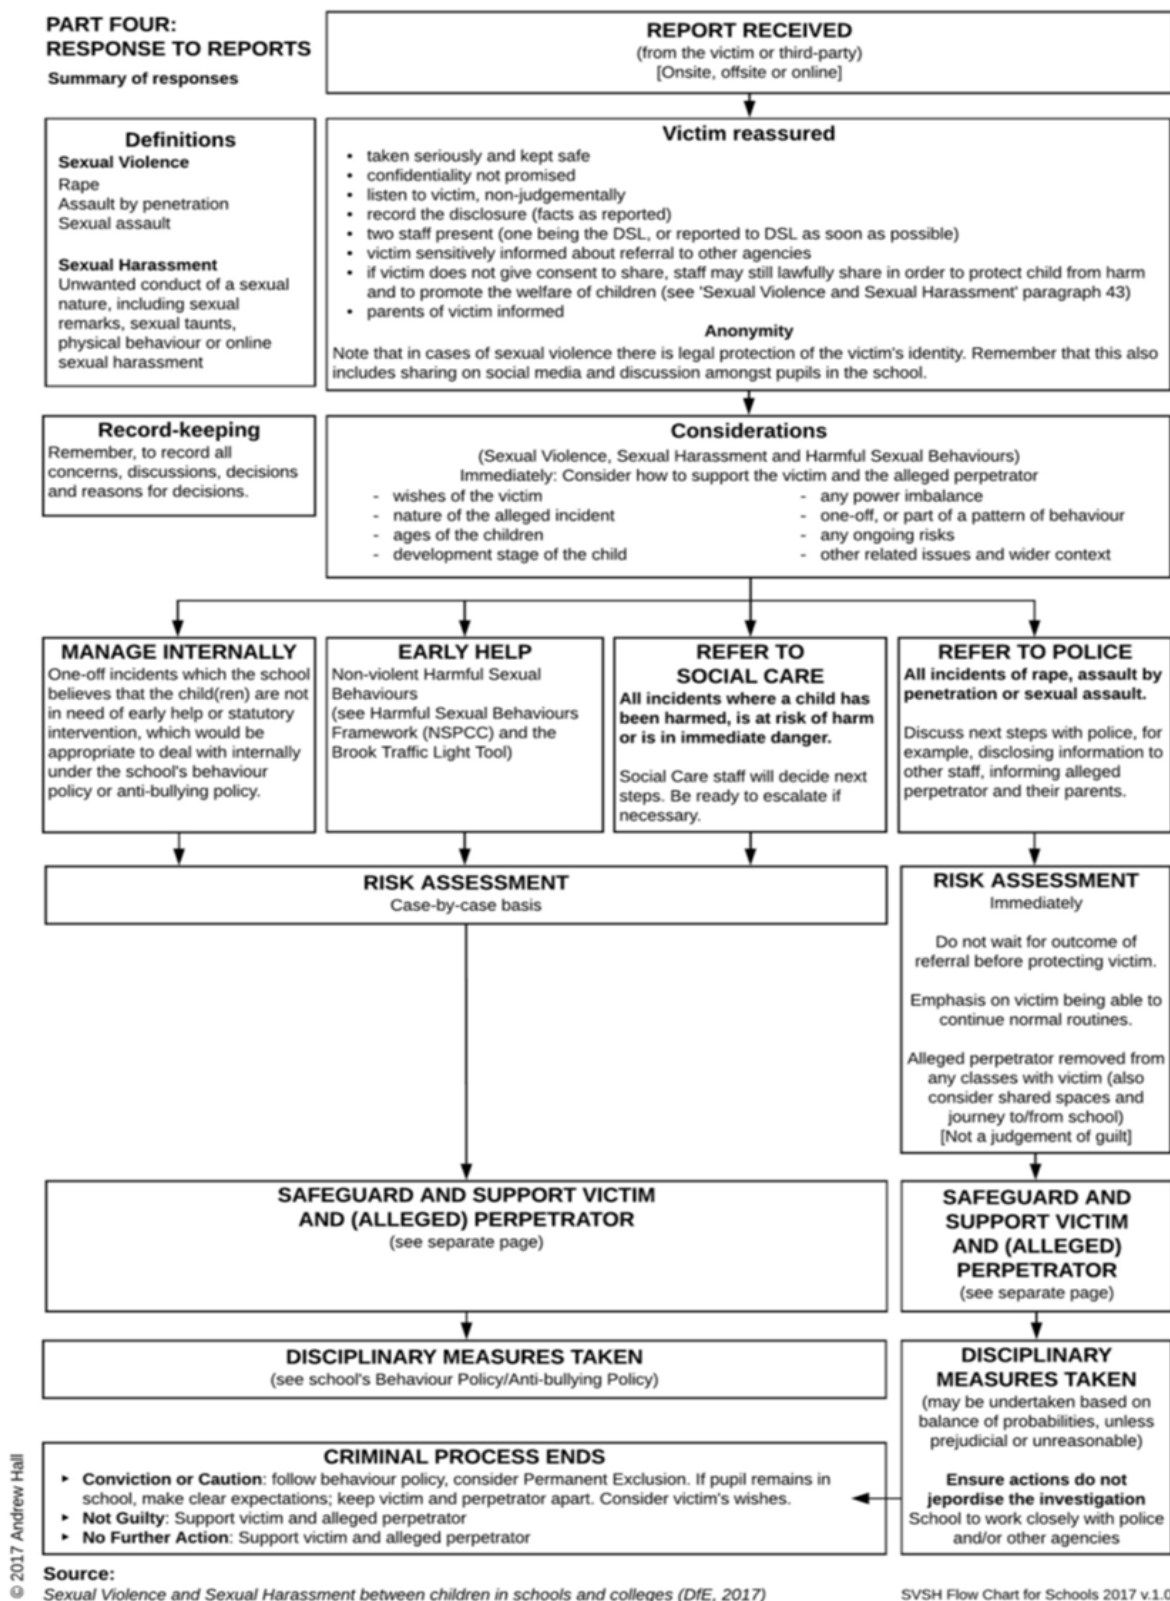 PART FOUR:
RESPONSE TO REPORTS
Summary of responses
REPORT RECEIVED
(from the victim or third-party)
[Onsite, offsite or online]
Definitions
Sexual Violence
Rape
Assault by penetration
Sexual assault
Sexual Harassment
Unwanted conduct of a sexual
nature, including sexual
remarks, sexual taunts,
physical behaviour or online
sexual harassment
Victim reassured
• taken seriously and kept safe
• confidentiality not promised
• listen to victim, non-judgementally
• record the disclosure (facts as reported)
• two staff present (one being the DSL, or reported to DSL as soon as possible)
• victim sensitively informed about referral to other agencies
• if victim does not give consent to share, staff may still lawfully share in order to protect child from harm
and to promote the welfare of children (see 'Sexual Violence and Sexual Harassment' paragraph 43)
• parents of victim informed
Anonymity
Note that in cases of sexual violence there is legal protection of the victim's identity. Remember that this also
includes sharing on social media and discussion amongst pupils in the school.
Record-keeping
Remember, to record all
concerns, discussions, decisions
and reasons for decisions.
Considerations
(Sexual Violence, Sexual Harassment and Harmful Sexual Behaviours)
Immediately: Consider how to support the victim and the alleged perpetrator
- wishes of the victim
- nature of the alleged incident
- ages of the children
- development stage of the child
- any power imbalance
- one-off, or part of a pattern of behaviour
- any ongoing risks
- other related issues and wider context
MANAGE INTERNALLY
One-off incidents which the school
believes that the child(ren) are not
in need of early help or statutory
intervention, which would be
appropriate to deal with internally
under the school's behaviour
policy or anti-bullying policy.
EARLY HELP
Non-violent Harmful Sexual
Behaviours
(see Harmful Sexual Behaviours
Framework (NSPCC) and the
Brook Traffic Light Tool)
REFER TO
SOCIAL CARE
All incidents where a child has
been harmed, is at risk of harm
or is in immediate danger.
Social Care staff will decide next
steps. Be ready to escalate if
necessary.
REFER TO POLICE
All incidents of rape, assault by
penetration or sexual assault.
Discuss next steps with police, for
example, disclosing information to
other staff, informing alleged
perpetrator and their parents.
RISK ASSESSMENT
Case-by-case basis
RISK ASSESSMENT
Immediately
Do not wait for outcome of
referral before protecting victim.
Emphasis on victim being able to
continue normal routines.
Alleged perpetrator removed from
any classes with victim (also
consider shared spaces and
journey to/from school)
[Not a judgement of guilt]
SAFEGUARD AND SUPPORT VICTIM
AND (ALLEGED) PERPETRATOR
(see separate page)
SAFEGUARD AND
SUPPORT VICTIM
AND (ALLEGED)
PERPETRATOR
(see separate page)
DISCIPLINARY MEASURES TAKEN
(see school's Behaviour Policy/Anti-bullying Policy)
DISCIPLINARY
MEASURES TAKEN
(may be undertaken based on
balance of probabilities, unless
prejudicial or unreasonable)
Ensure actions do not
jepordise the investigation
School to work closely with police
and/or other agencies
CRIMINAL PROCESS ENDS
‣ Conviction or Caution: follow behaviour policy, consider Permanent Exclusion. If pupil remains in
school, make clear expectations; keep victim and perpetrator apart. Consider victim's wishes.
‣ Not Guilty: Support victim and alleged perpetrator
‣ No Further Action: Support victim and alleged perpetrator
© 2017 Andrew Hall
Source:
Sexual Violence and Sexual Harassment between children in schools and colleges (DfE, 2017)
SVSH Flow Chart for Schools 2017 v.1.0